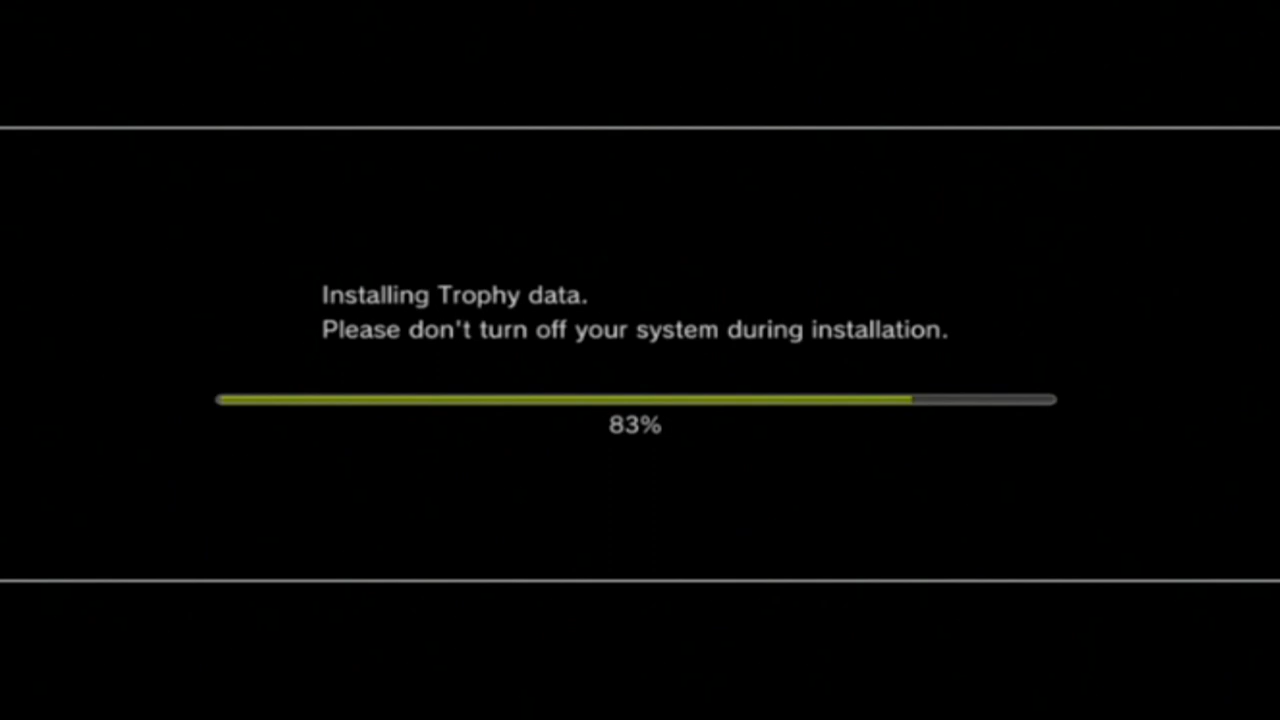 Installing Trophy data.
Please don't turn off your system during installation.
83%